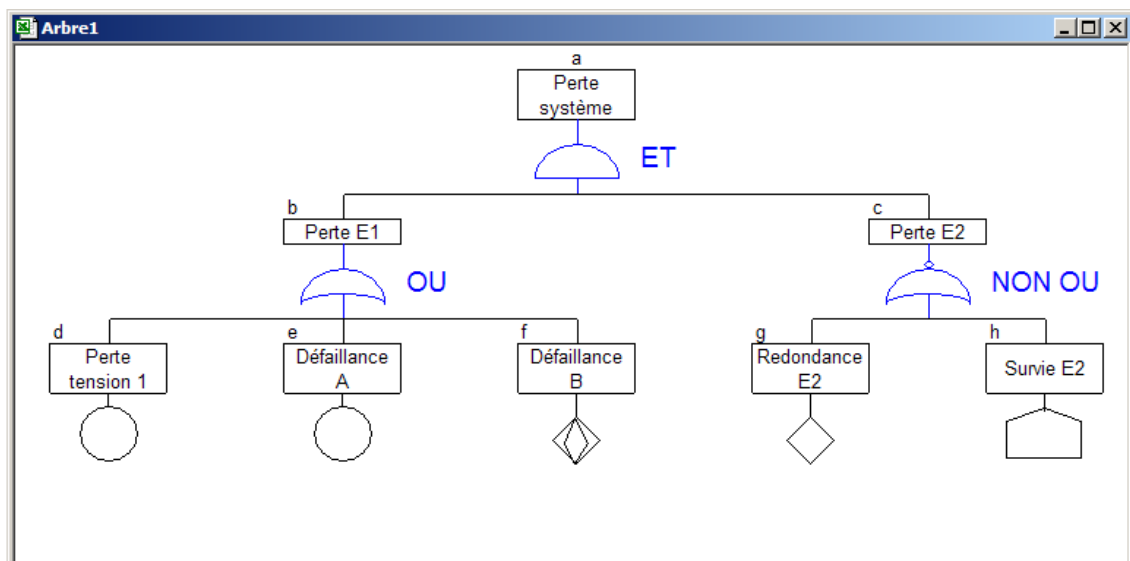 Arbre1
a
Perte
système
ET
b
Perte E1
c
Perte E2
OU
NON OU
d
Perte
tension 1
e
Défaillance
A
f
Défaillance
B
g
Redondance
E2
h
Survie E2